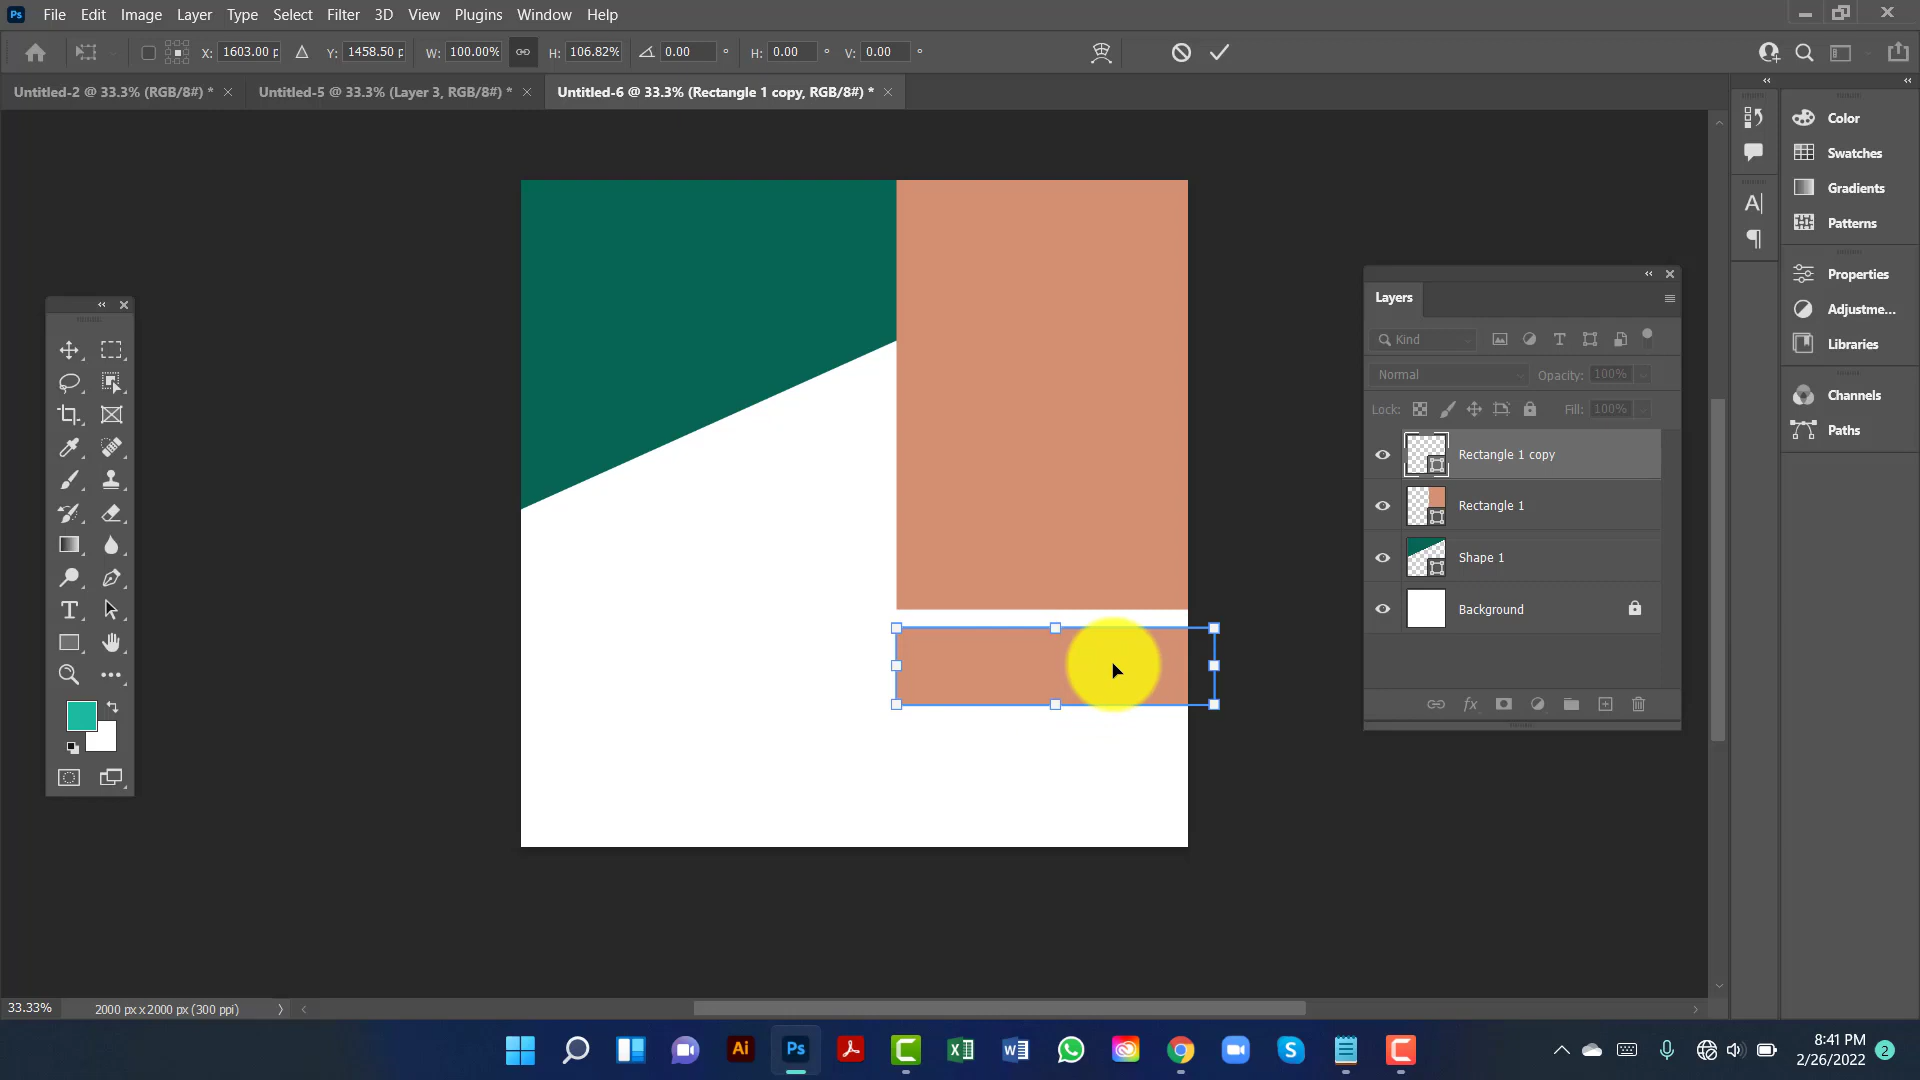 Ps File Edit Image Layer Type Select Filter 3D View Plugins Window Help
X: 1603.00 p Y: 1458.50 p W: 100.00% H: 106.82% 0.00 ° H: 0.00 ° V: 0.00 °
Untitled-2 @ 33.3% (RGB/8#) * Untitled-5 @ 33.3% (Layer 3, RGB/8#) * Untitled-6 @ 33.3% (Rectangle 1 copy, RGB/8#) *
Color
Swatches
Gradients
Patterns
Properties
Adjustme...
Libraries
Channels
Paths
Layers
Kind
Normal Opacity: 100%
Lock: Fill: 100%
Rectangle 1 copy
Rectangle 1
Shape 1
Background
33.33% 2000 px x 2000 px (300 ppi)
Ai Ps
8:41 PM
2/26/2022 2